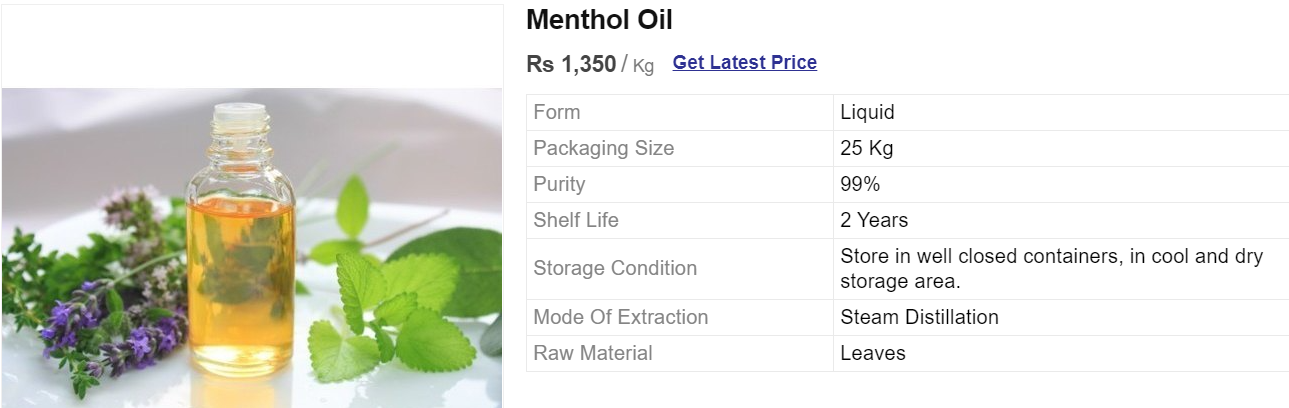 Menthol Oil
Rs 1,350 / Kg Get Latest Price
Form Liquid
Packaging Size 25 Kg
Purity 99%
Shelf Life 2 Years
Storage Condition Store in well closed containers, in cool and dry
storage area.
Mode Of Extraction Steam Distillation
Raw Material Leaves